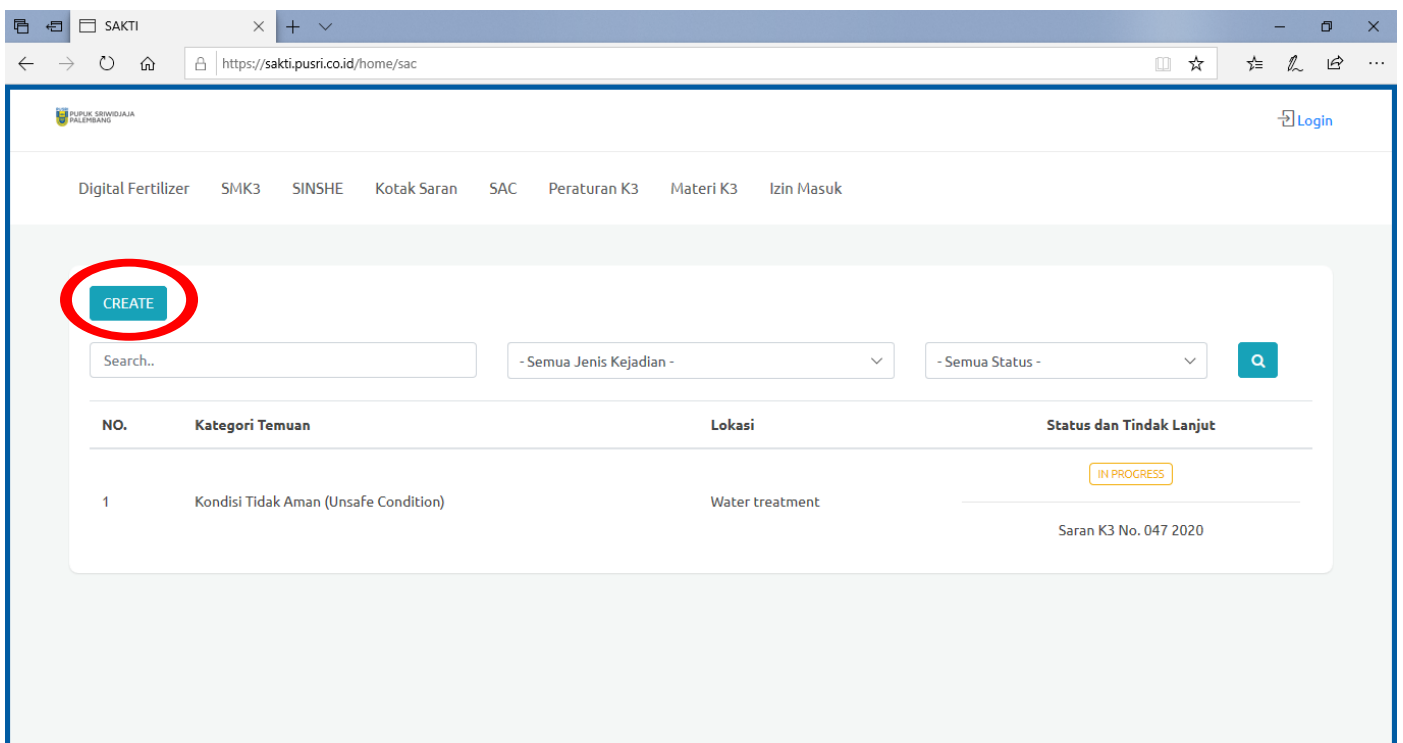 SAKTI
https://sakti.pusri.co.id/home/sac
PUPUK SRIWIDJAJA
PALEMBANG
Login
Digital Fertilizer SMK3 SINSHE Kotak Saran SAC Peraturan K3 Materi K3 Izin Masuk
CREATE
Search.. - Semua Jenis Kejadian - - Semua Status -
NO. Kategori Temuan Lokasi Status dan Tindak Lanjut
IN PROGRESS
1 Kondisi Tidak Aman (Unsafe Condition) Water treatment
Saran K3 No. 047 2020